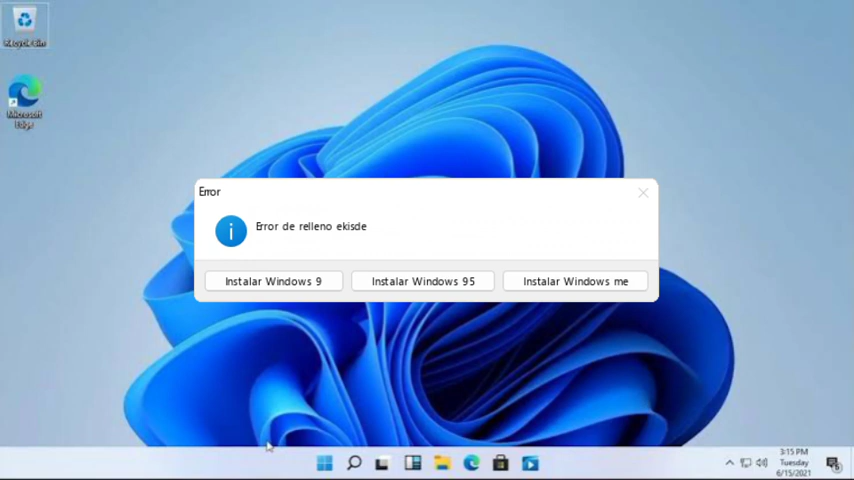 Recycle Bin
Microsoft
Edge
Error
Error de relleno ekisde
Instalar Windows 9
Instalar Windows 95
Instalar Windows me
3:15 PM
Tuesday
6/15/2021